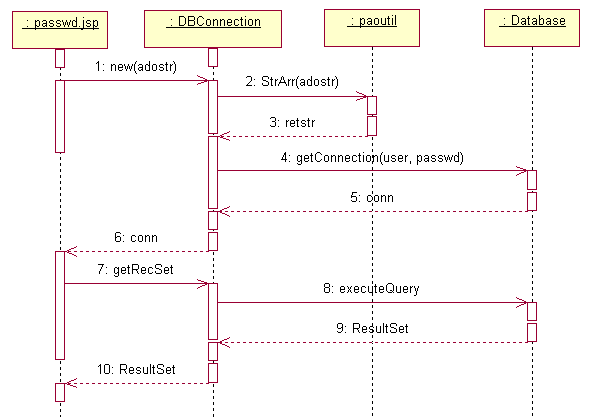 : passwd.jsp
: DBConnection
: paoutil
: Database
1: new(adostr)
2: StrArr(adostr)
3: retstr
4: getConnection(user, passwd)
5: conn
6: conn
7: getRecSet
8: executeQuery
9: ResultSet
10: ResultSet